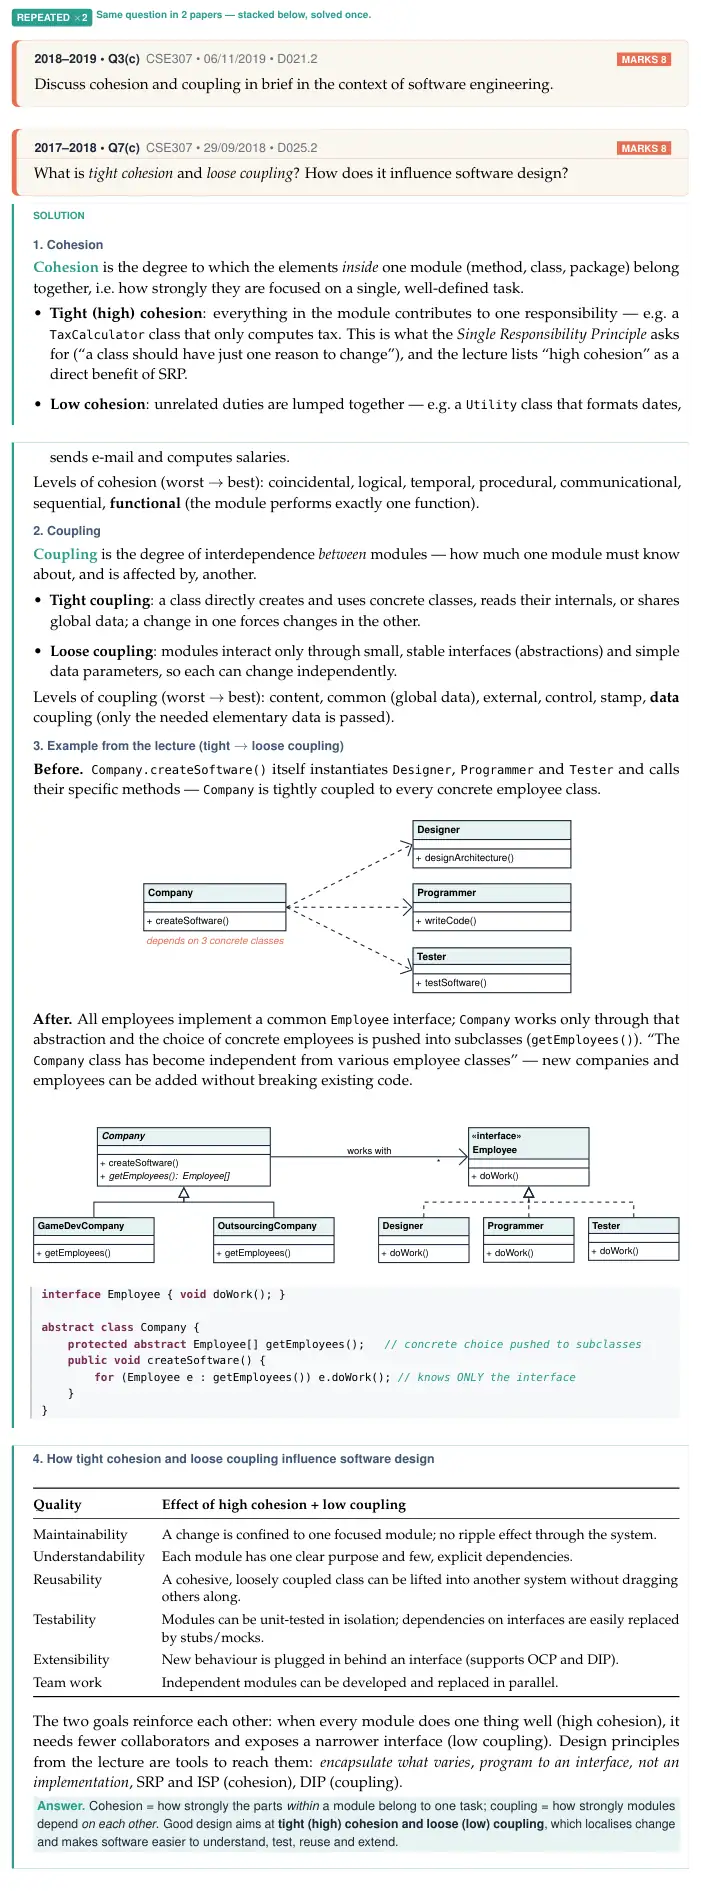 REPEATED ×2 Same question in 2 papers — stacked below, solved once.
2018–2019 • Q3(c) CSE307 • 06/11/2019 • D021.2 MARKS 8
Discuss cohesion and coupling in brief in the context of software engineering.
2017–2018 • Q7(c) CSE307 • 29/09/2018 • D025.2 MARKS 8
What is tight cohesion and loose coupling? How does it influence software design?
SOLUTION
1. Cohesion
Cohesion is the degree to which the elements inside one module (method, class, package) belong
together, i.e. how strongly they are focused on a single, well-defined task.
• Tight (high) cohesion: everything in the module contributes to one responsibility — e.g. a
TaxCalculator class that only computes tax. This is what the Single Responsibility Principle asks
for (“a class should have just one reason to change”), and the lecture lists “high cohesion” as a
direct benefit of SRP.
• Low cohesion: unrelated duties are lumped together — e.g. a Utility class that formats dates,
sends e-mail and computes salaries.
Levels of cohesion (worst → best): coincidental, logical, temporal, procedural, communicational,
sequential, functional (the module performs exactly one function).
2. Coupling
Coupling is the degree of interdependence between modules — how much one module must know
about, and is affected by, another.
• Tight coupling: a class directly creates and uses concrete classes, reads their internals, or shares
global data; a change in one forces changes in the other.
• Loose coupling: modules interact only through small, stable interfaces (abstractions) and simple
data parameters, so each can change independently.
Levels of coupling (worst → best): content, common (global data), external, control, stamp, data
coupling (only the needed elementary data is passed).
3. Example from the lecture (tight → loose coupling)
Before. Company.createSoftware() itself instantiates Designer, Programmer and Tester and calls
their specific methods — Company is tightly coupled to every concrete employee class.
Designer
+ designArchitecture()
Company
+ createSoftware()
depends on 3 concrete classes
Programmer
+ writeCode()
Tester
+ testSoftware()
After. All employees implement a common Employee interface; Company works only through that
abstraction and the choice of concrete employees is pushed into subclasses (getEmployees()). “The
Company class has become independent from various employee classes” — new companies and
employees can be added without breaking existing code.
Company
+ createSoftware()
+ getEmployees(): Employee[]
works with
*
«interface»
Employee
+ doWork()
GameDevCompany
+ getEmployees()
OutsourcingCompany
+ getEmployees()
Designer
+ doWork()
Programmer
+ doWork()
Tester
+ doWork()
interface Employee { void doWork(); }
abstract class Company {
protected abstract Employee[] getEmployees(); // concrete choice pushed to subclasses
public void createSoftware() {
for (Employee e : getEmployees()) e.doWork(); // knows ONLY the interface
}
}
4. How tight cohesion and loose coupling influence software design
Quality Effect of high cohesion + low coupling
Maintainability A change is confined to one focused module; no ripple effect through the system.
Understandability Each module has one clear purpose and few, explicit dependencies.
Reusability A cohesive, loosely coupled class can be lifted into another system without dragging
others along.
Testability Modules can be unit-tested in isolation; dependencies on interfaces are easily replaced
by stubs/mocks.
Extensibility New behaviour is plugged in behind an interface (supports OCP and DIP).
Team work Independent modules can be developed and replaced in parallel.
The two goals reinforce each other: when every module does one thing well (high cohesion), it
needs fewer collaborators and exposes a narrower interface (low coupling). Design principles
from the lecture are tools to reach them: encapsulate what varies, program to an interface, not an
implementation, SRP and ISP (cohesion), DIP (coupling).
Answer. Cohesion = how strongly the parts within a module belong to one task; coupling = how strongly modules
depend on each other. Good design aims at tight (high) cohesion and loose (low) coupling, which localises change
and makes software easier to understand, test, reuse and extend.